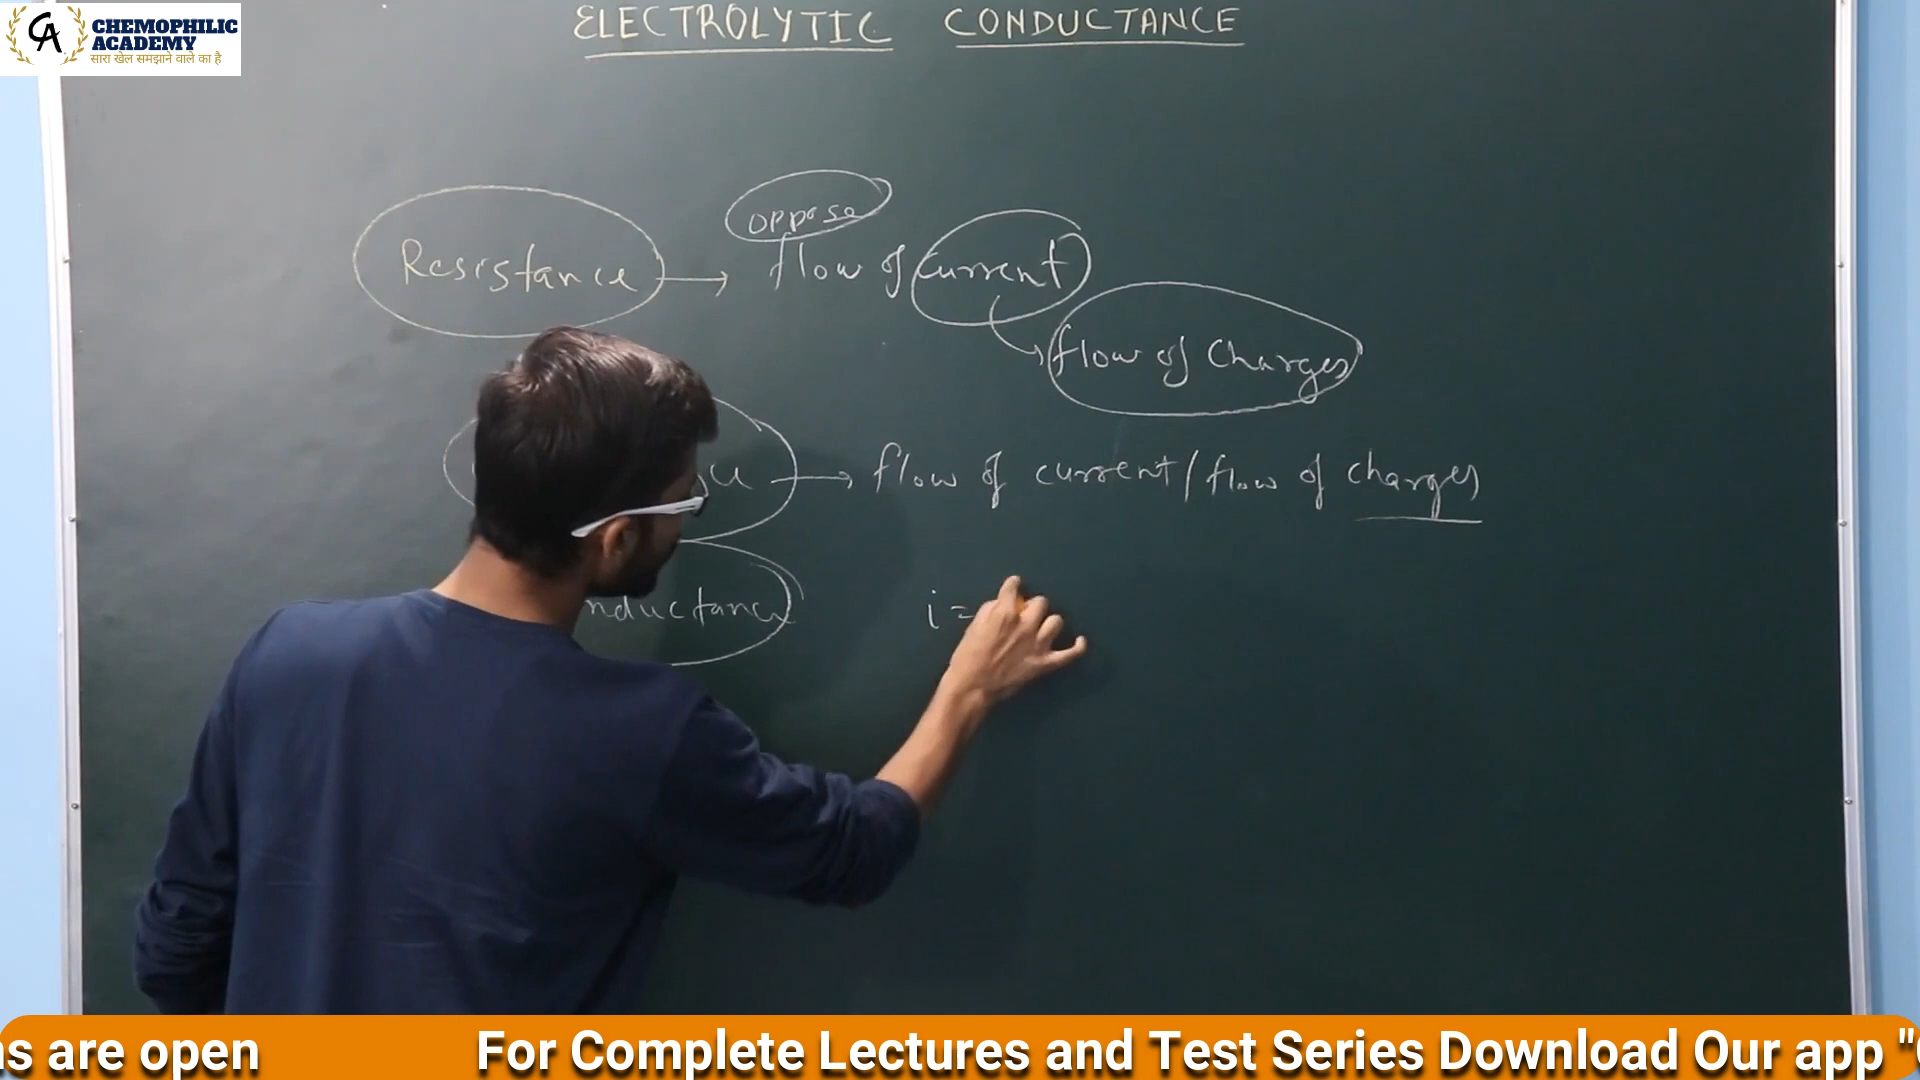 CHEMOPHILIC
ACADEMY
सारा खेल समझाने वाले का है
ELECTROLYTIC CONDUCTANCE
oppose
Resistance → flow of current
flow of charges
→ flow of current/flow of charges
i =
are open For Complete Lectures and Test Series Download Our app "